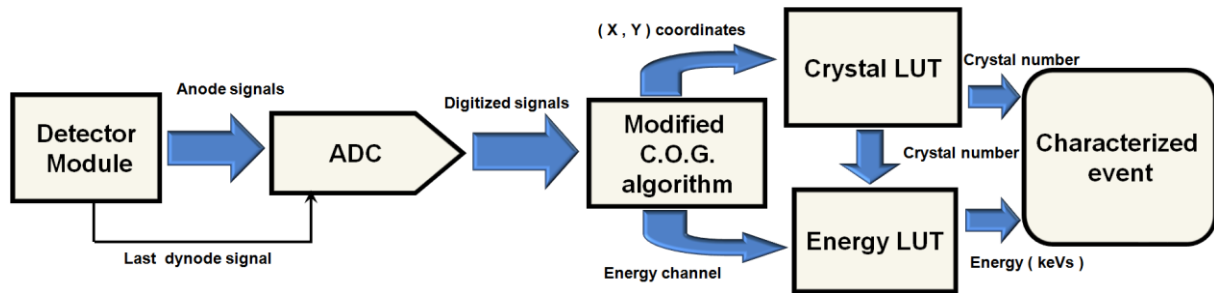 Detector
Module
Anode signals
Last dynode signal
ADC
Digitized signals
Modified
C.O.G.
algorithm
( X , Y ) coordinates
Energy channel
Crystal LUT
Crystal number
Energy LUT
Crystal number
Energy ( keVs )
Characterized
event